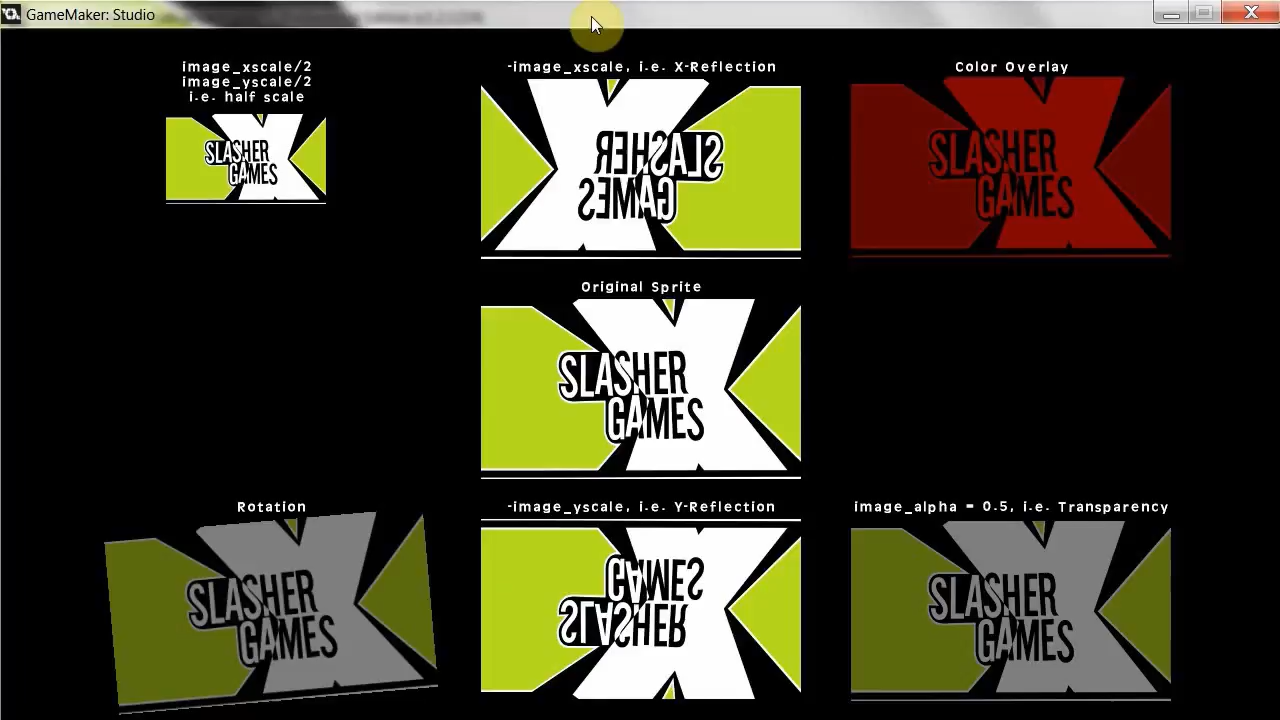 GameMaker: Studio
image_xscale/2
image_yscale/2
i.e. half scale
SLASHER
GAMES
-image_xscale, i.e. X-Reflection
SLASHER
GAMES
Color Overlay
SLASHER
GAMES
Original Sprite
SLASHER
GAMES
Rotation
SLASHER
GAMES
-image_yscale, i.e. Y-Reflection
GAMES
SLASHER
image_alpha = 0.5, i.e. Transparency
SLASHER
GAMES